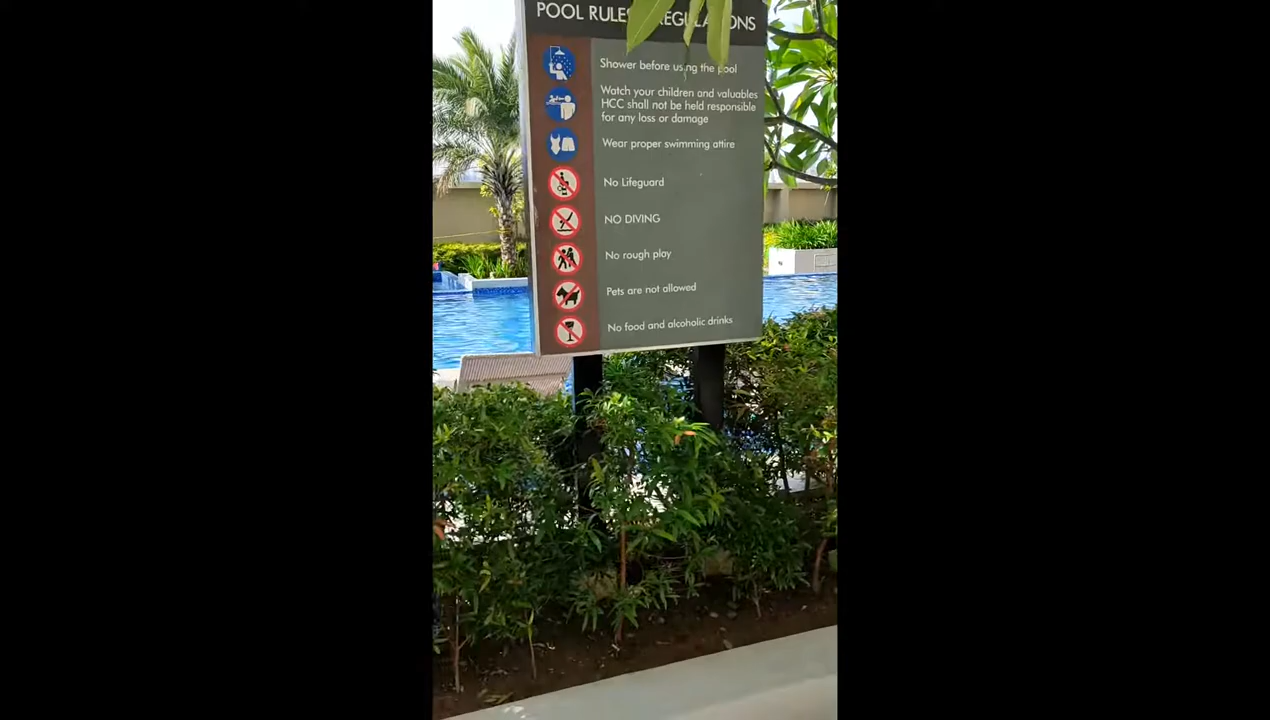 POOL RULES REGULATIONS
Shower before using the pool
Watch your children and valuables
HCC shall not be held responsible
for any loss or damage
Wear proper swimming attire
No Lifeguard
NO DIVING
No rough play
Pets are not allowed
No food and alcoholic drinks